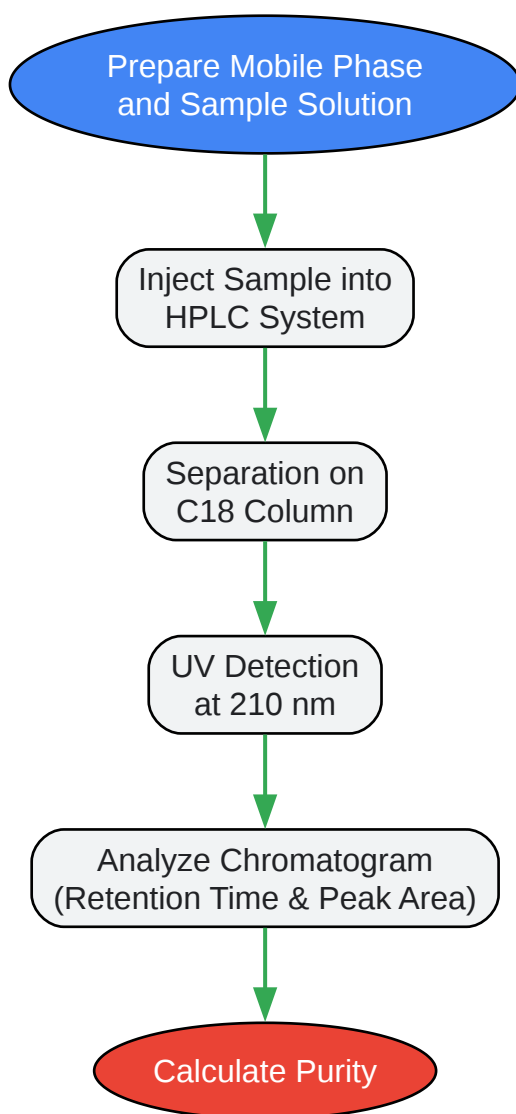 Prepare Mobile Phase
and Sample Solution
Inject Sample into
HPLC System
Separation on
C18 Column
UV Detection
at 210 nm
Analyze Chromatogram
(Retention Time & Peak Area)
Calculate Purity